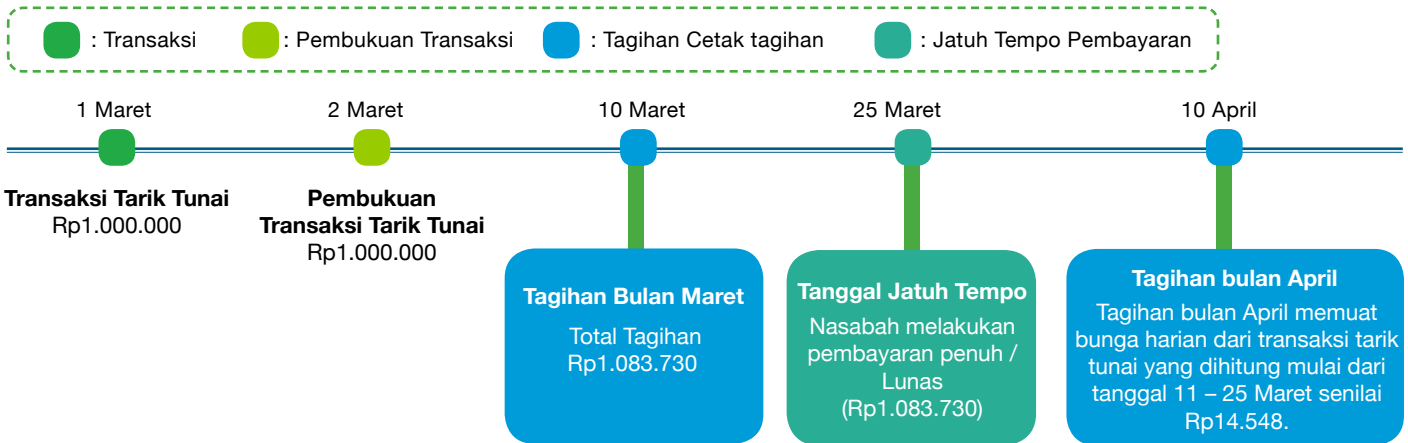 : Transaksi
: Pembukuan Transaksi
: Tagihan Cetak tagihan
: Jatuh Tempo Pembayaran
1 Maret
2 Maret
10 Maret
25 Maret
10 April
Transaksi Tarik Tunai
Rp1.000.000
Pembukuan
Transaksi Tarik Tunai
Rp1.000.000
Tagihan Bulan Maret
Total Tagihan
Rp1.083.730
Tanggal Jatuh Tempo
Nasabah melakukan
pembayaran penuh /
Lunas
(Rp1.083.730)
Tagihan bulan April
Tagihan bulan April memuat
bunga harian dari transaksi tarik
tunai yang dihitung mulai dari
tanggal 11 – 25 Maret senilai
Rp14.548.